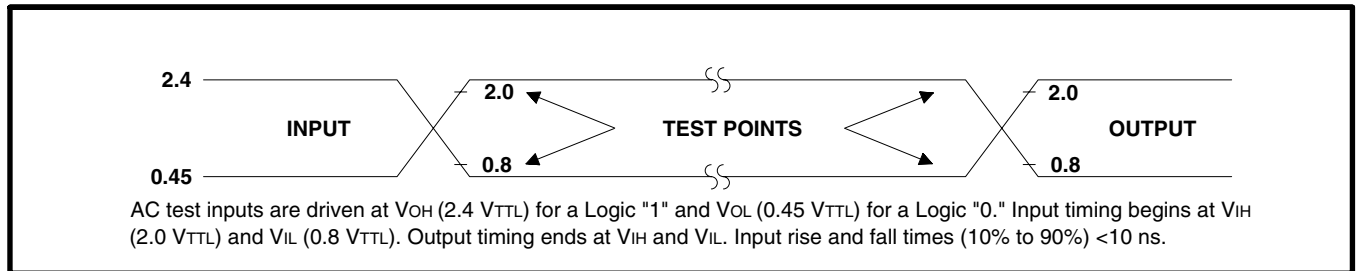 2.4
2.0
2.0
INPUT
TEST POINTS
OUTPUT
0.8
0.8
0.45
AC test inputs are driven at VOH (2.4 VTTL) for a Logic "1" and VOL (0.45 VTTL) for a Logic "0." Input timing begins at VIH
(2.0 VTTL) and VIL (0.8 VTTL). Output timing ends at VIH and VIL. Input rise and fall times (10% to 90%) <10 ns.